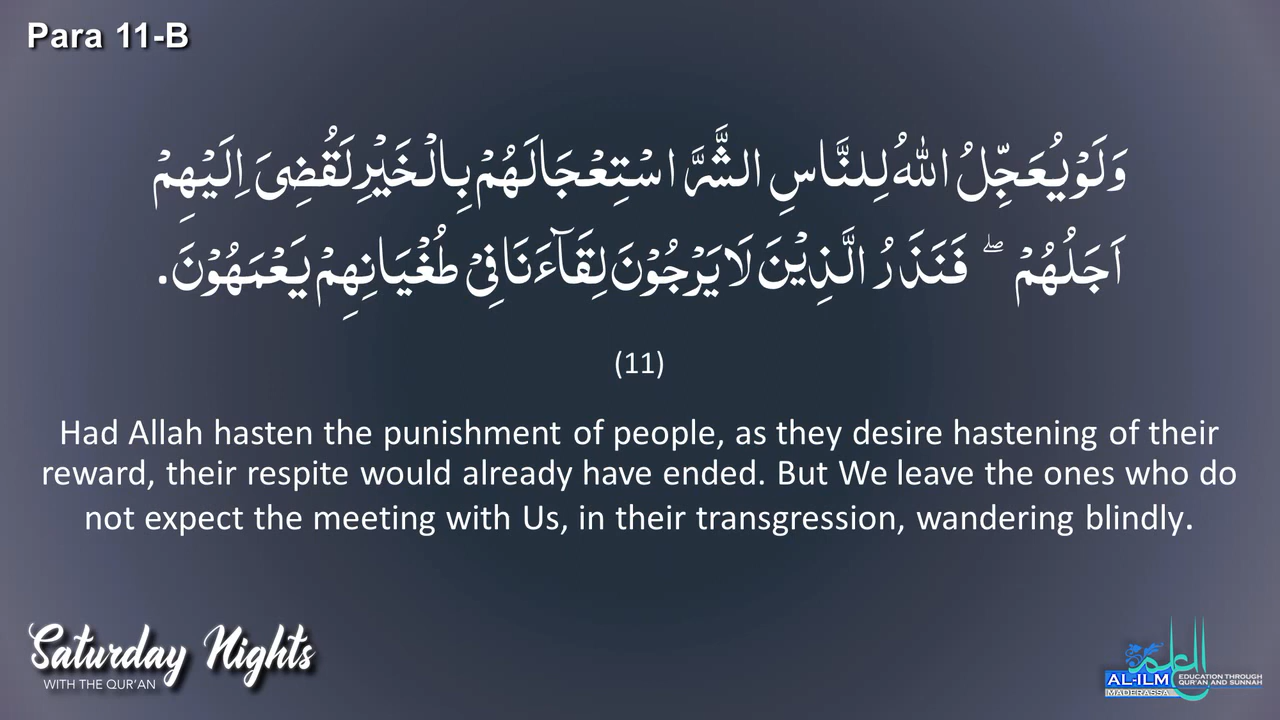 Para 11-B
وَلَوْ يُعَجِّلُ اللّٰهُ لِلنَّاسِ الشَّرَّ اسْتِعْجَالَهُمْ بِالْخَيْرِ لَقُضِىَ اِلَيْهِمْ
اَجَلُهُمْ ۖ فَنَذَرُ الَّذِيْنَ لَا يَرْجُوْنَ لِقَآءَنَا فِىْ طُغْيَانِهِمْ يَعْمَهُوْنَ.
(11)
Had Allah hasten the punishment of people, as they desire hastening of their
reward, their respite would already have ended. But We leave the ones who do
not expect the meeting with Us, in their transgression, wandering blindly.
Saturday Nights
WITH THE QUR'AN
العلم
AL-ILM
MADERASSA
EDUCATION THROUGH
QUR'AN AND SUNNAH